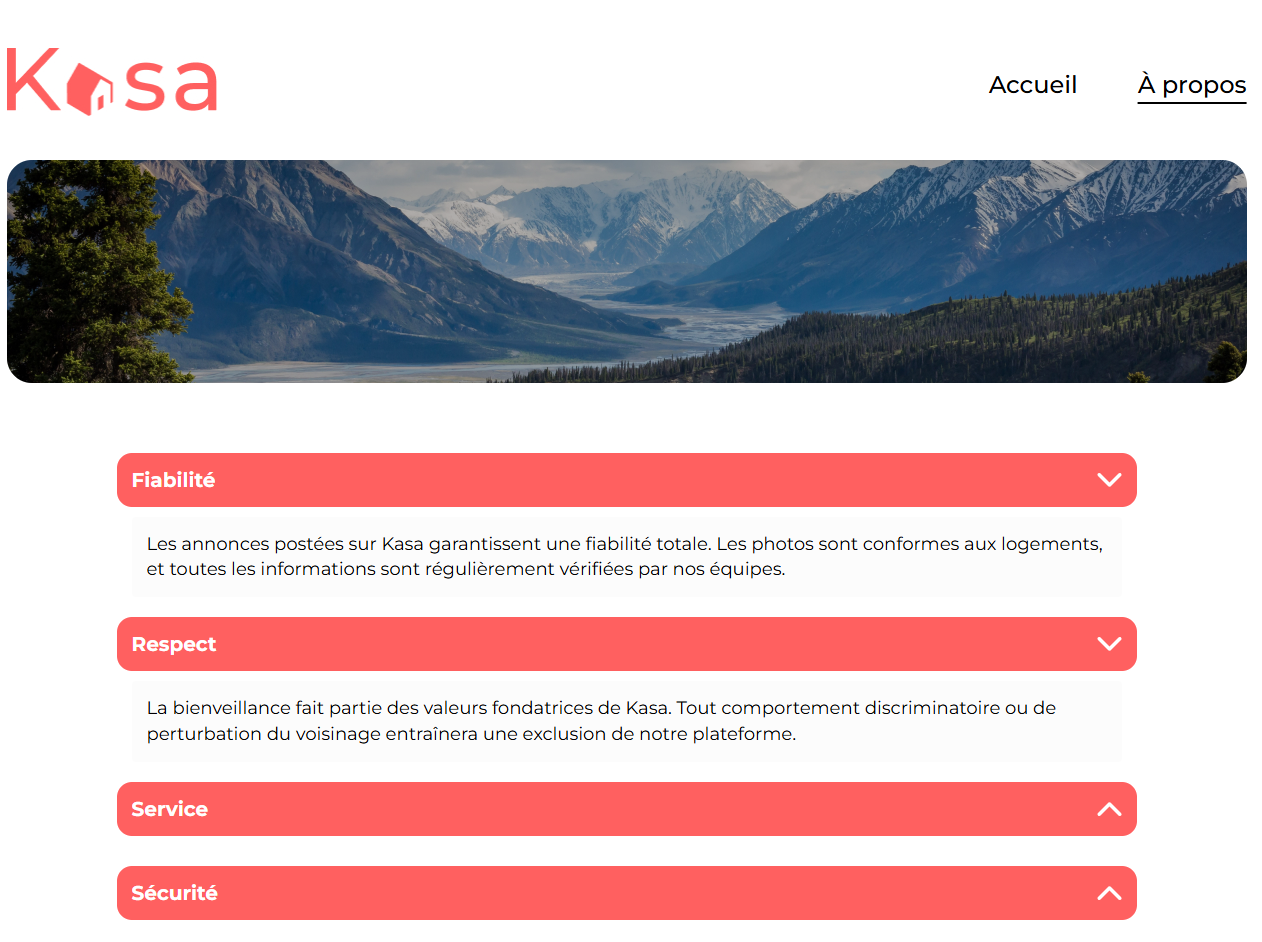 Kasa
Accueil
À propos
Fiabilité
Les annonces postées sur Kasa garantissent une fiabilité totale. Les photos sont conformes aux logements,
et toutes les informations sont régulièrement vérifiées par nos équipes.
Respect
La bienveillance fait partie des valeurs fondatrices de Kasa. Tout comportement discriminatoire ou de
perturbation du voisinage entraînera une exclusion de notre plateforme.
Service
Sécurité